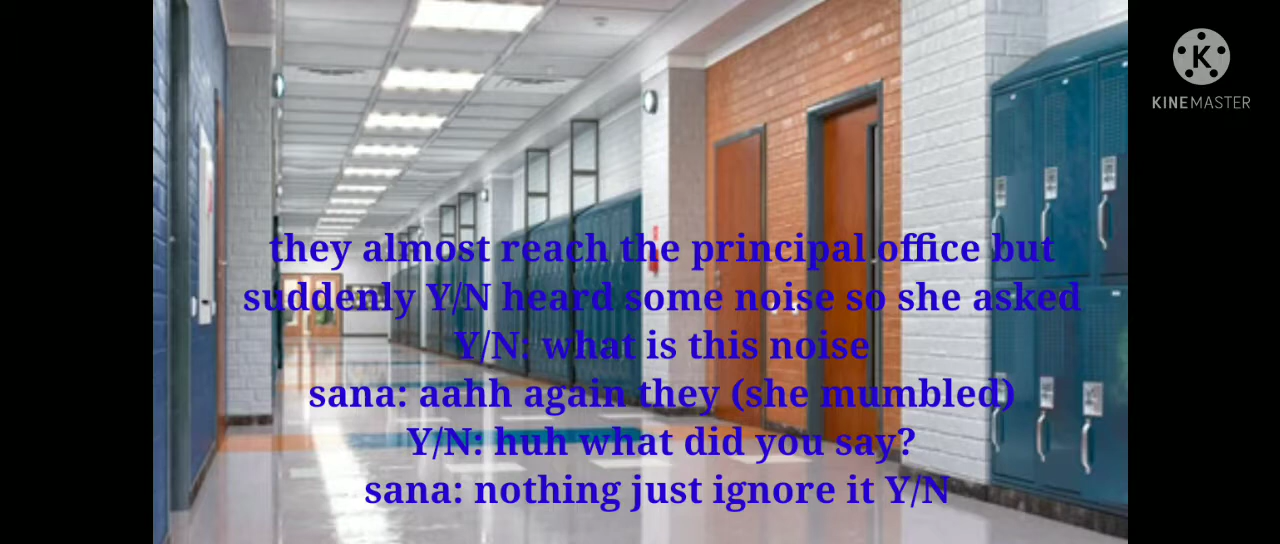 KINEMASTER
they almost reach the principal office but
suddenly Y/N heard some noise so she asked
Y/N: what is this noise
sana: aahh again they (she mumbled)
Y/N: huh what did you say?
sana: nothing just ignore it Y/N